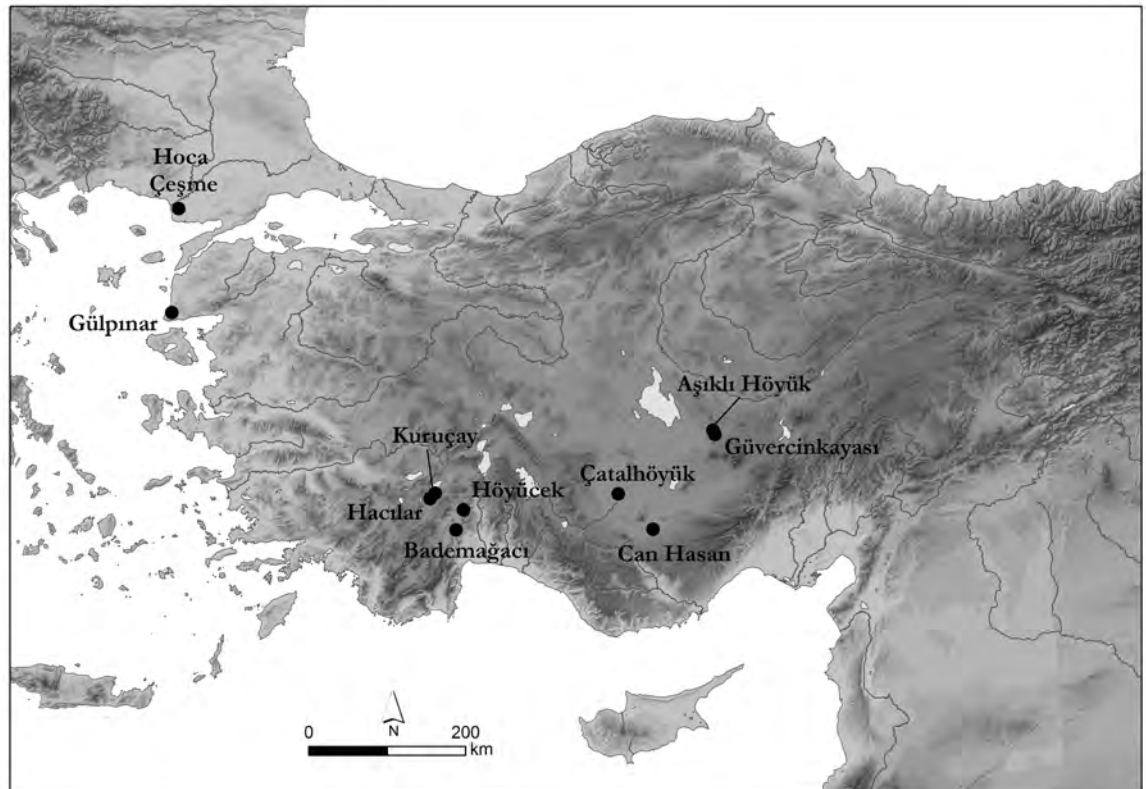 Hoca
Çeşme
Gülpınar
Aşıklı Höyük
Kuruçay
Güvercinkayası
Çatalhöyük
Höyücek
Hacılar
Bademağacı
Can Hasan
N
0 200
km